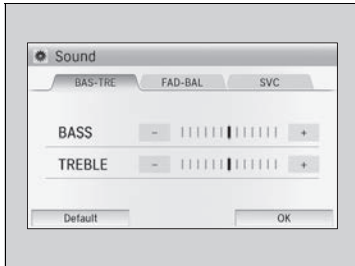 Sound
BAS-TRE FAD-BAL SVC
BASS - +
TREBLE - +
Default OK